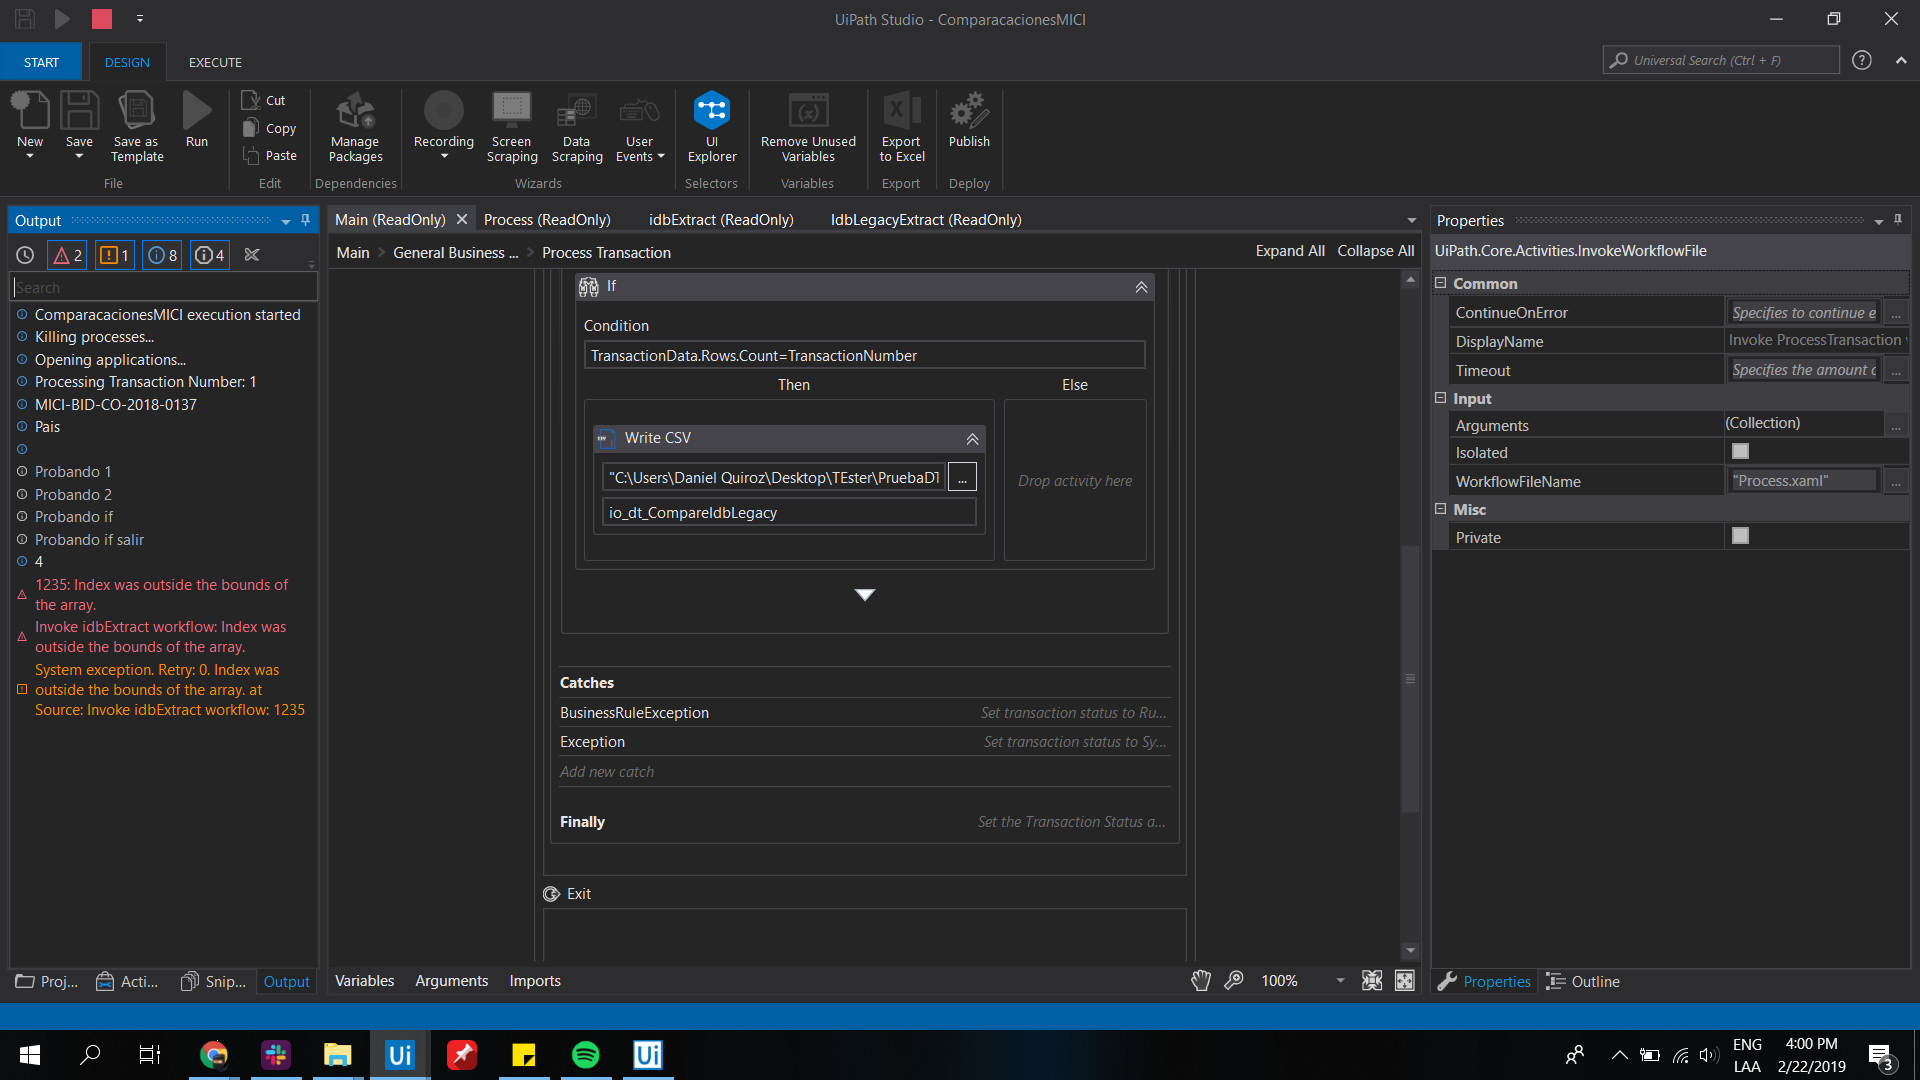 UiPath Studio - ComparacacionesMICI
START
DESIGN
EXECUTE
Universal Search (Ctrl + F)
New
Save
Save as
Template
Run
File
Cut
Copy
Paste
Edit
Manage
Packages
Dependencies
Recording
Screen
Scraping
Data
Scraping
User
Events
Wizards
UI
Explorer
Selectors
Remove Unused
Variables
Variables
Export
to Excel
Export
Publish
Deploy
Output
2
1
8
4
Search
ComparacacionesMICI execution started
Killing processes...
Opening applications...
Processing Transaction Number: 1
MICI-BID-CO-2018-0137
Pais
Probando 1
Probando 2
Probando if
Probando if salir
4
1235: Index was outside the bounds of
the array.
Invoke idbExtract workflow: Index was
outside the bounds of the array.
System exception. Retry: 0. Index was
outside the bounds of the array. at
Source: Invoke idbExtract workflow: 1235
Proj...
Acti...
Snip...
Output
Main (ReadOnly)
Process (ReadOnly)
idbExtract (ReadOnly)
IdbLegacyExtract (ReadOnly)
Main > General Business ... > Process Transaction
Expand All
Collapse All
If
Condition
TransactionData.Rows.Count=TransactionNumber
Then
Else
Write CSV
"C:\Users\Daniel Quiroz\Desktop\TEster\PruebaDT
...
io_dt_CompareIdbLegacy
Drop activity here
Catches
BusinessRuleException
Set transaction status to Ru...
Exception
Set transaction status to Sy...
Add new catch
Finally
Set the Transaction Status a...
Exit
Variables
Arguments
Imports
100%
Properties
UiPath.Core.Activities.InvokeWorkflowFile
Common
ContinueOnError
Specifies to continue e
...
DisplayName
Invoke ProcessTransaction
Timeout
Specifies the amount o
...
Input
Arguments
(Collection)
...
Isolated
WorkflowFileName
"Process.xaml"
...
Misc
Private
Properties
Outline
Ui
Ui
ENG
LAA
4:00 PM
2/22/2019
3